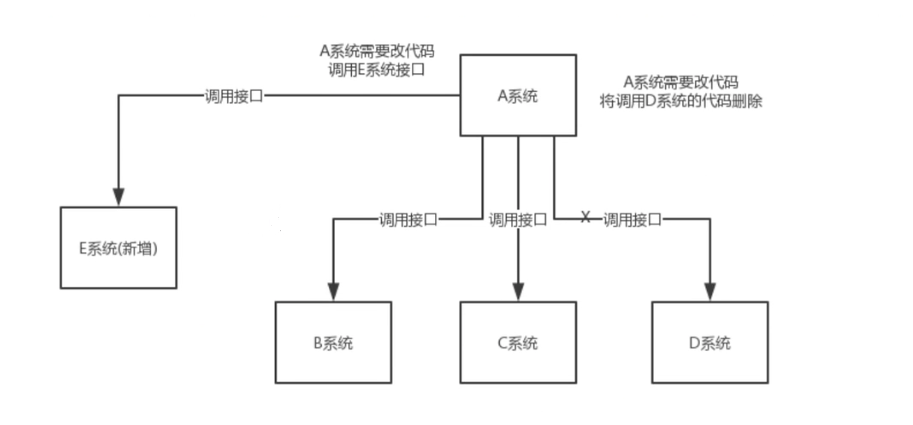 A系统需要改代码
调用E系统接口
A系统
A系统需要改代码
将调用D系统的代码删除
调用接口
调用接口
调用接口
X
调用接口
E系统(新增)
B系统
C系统
D系统